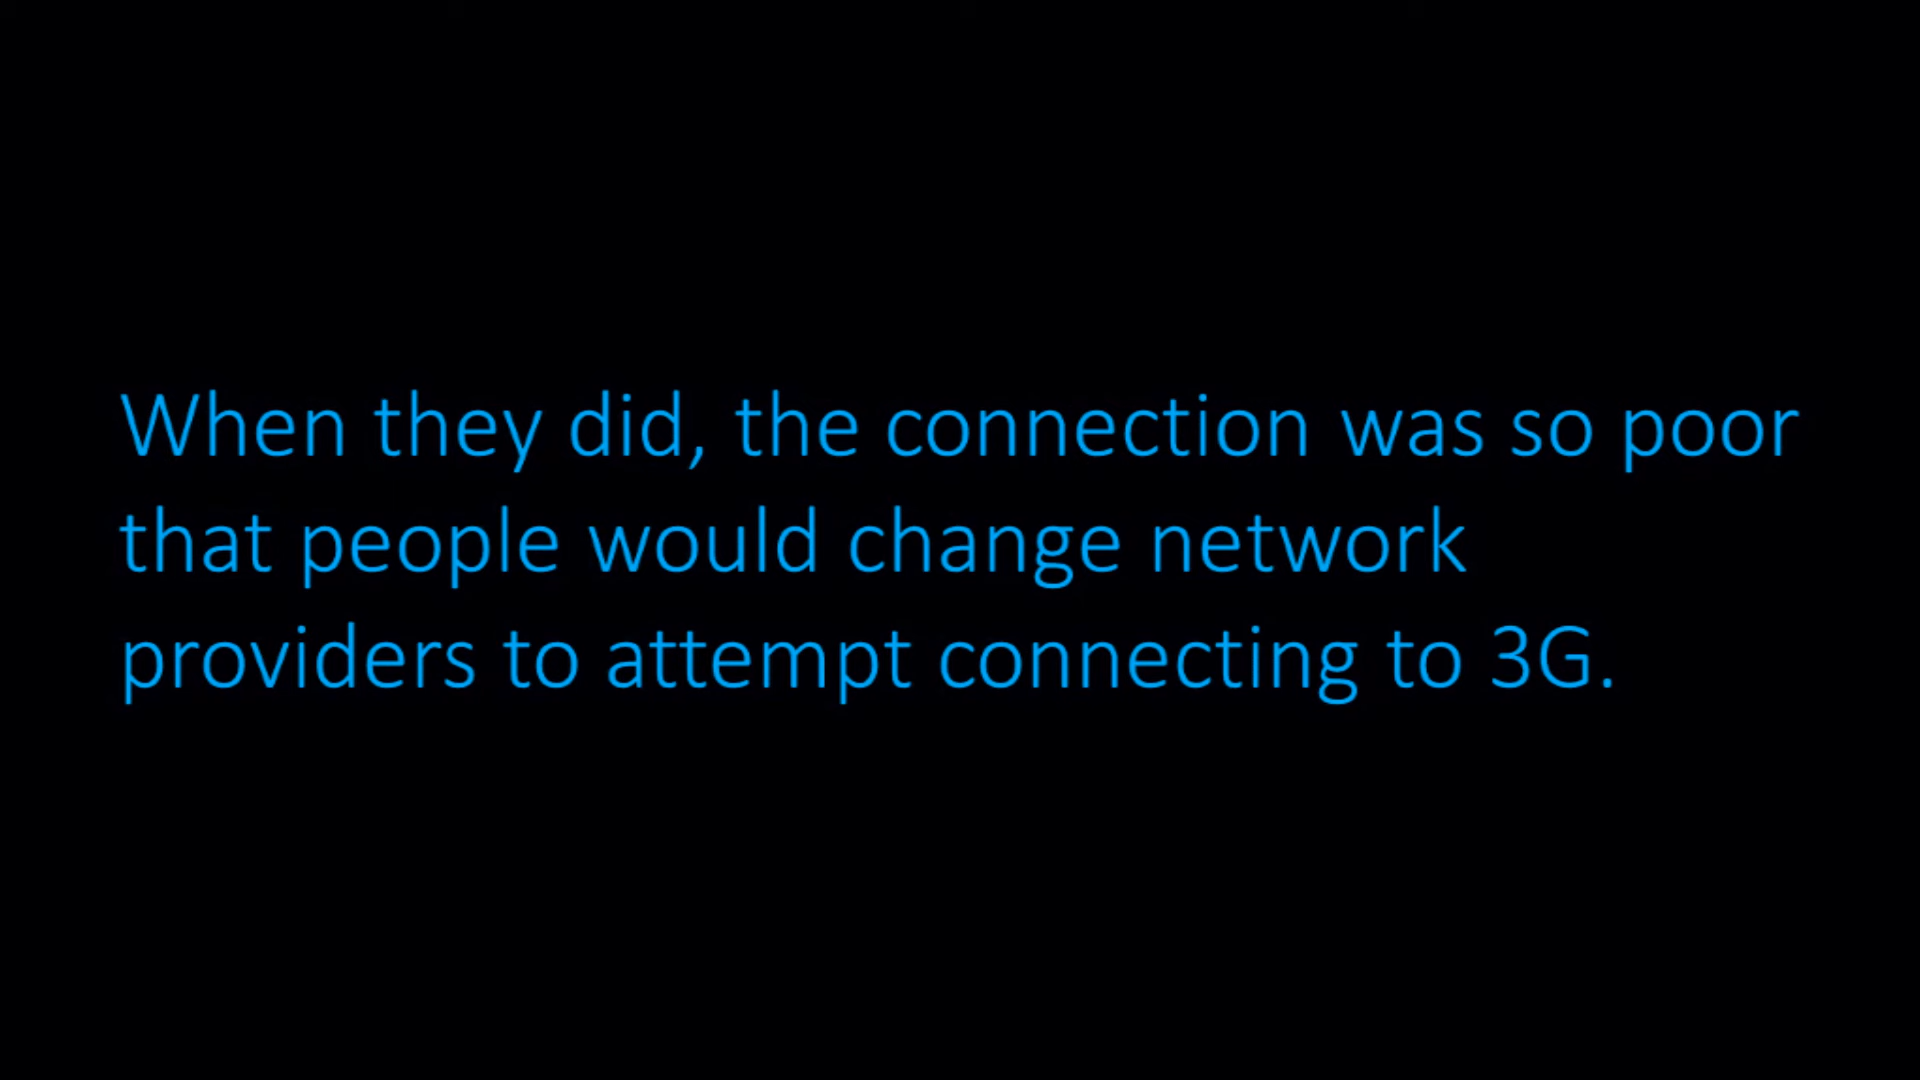 When they did, the connection was so poor
that people would change network
providers to attempt connecting to 3G.